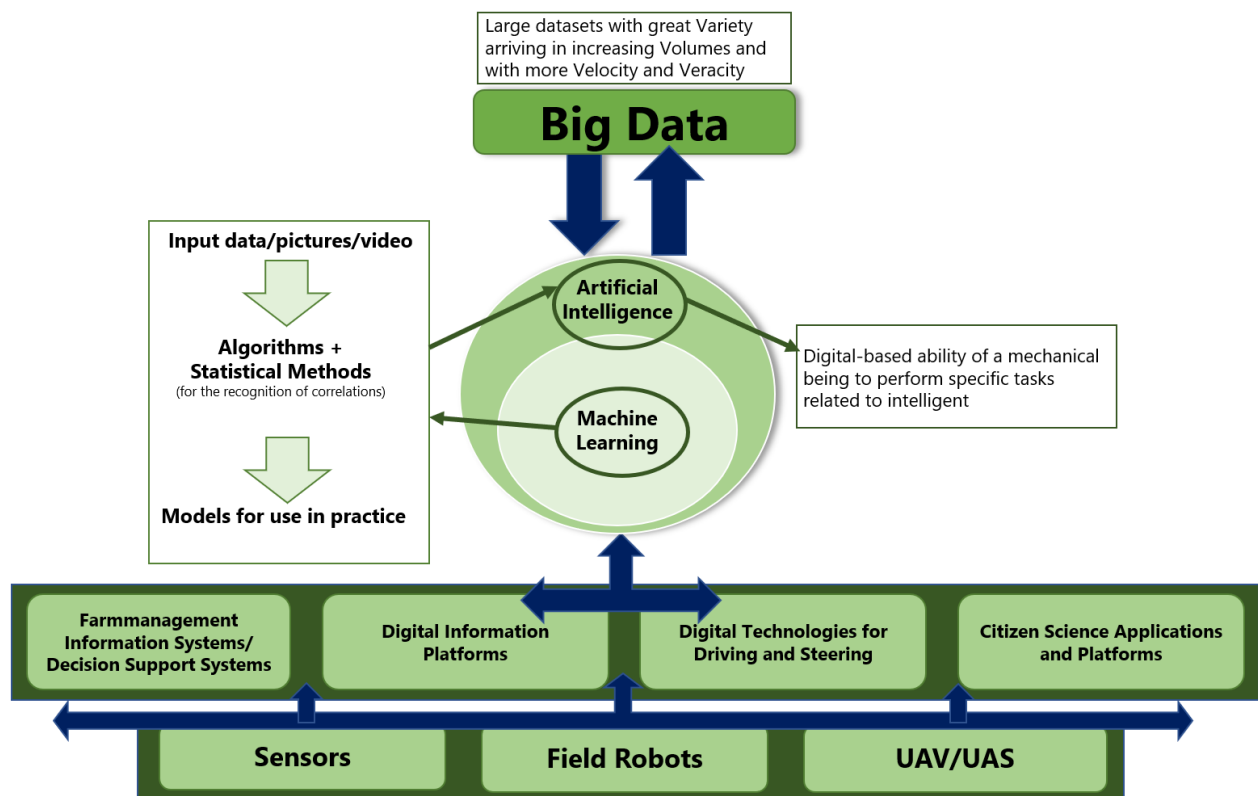 Large datasets with great Variety
arriving in increasing Volumes and
with more Velocity and Veracity
Big Data
Input data/pictures/video
Algorithms +
Statistical Methods
(for the recognition of correlations)
Models for use in practice
Artificial
Intelligence
Machine
Learning
Digital-based ability of a mechanical
being to perform specific tasks
related to intelligent
Farmmanagement
Information Systems/
Decision Support Systems
Digital Information
Platforms
Digital Technologies for
Driving and Steering
Citizen Science Applications
and Platforms
Sensors
Field Robots
UAV/UAS